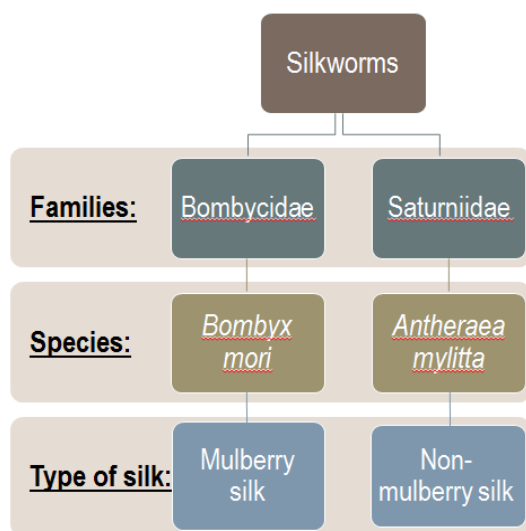 Silkworms
Families:
Bombycidae
Saturniidae
Species:
Bombyx
mori
Antheraea
mylitta
Type of silk:
Mulberry
silk
Non-
mulberry silk